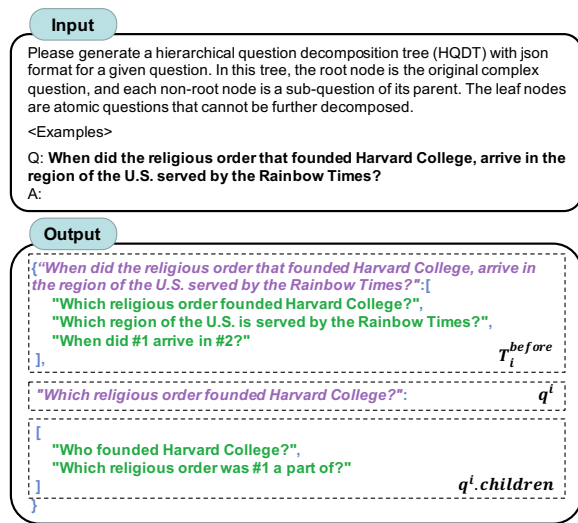 Input
Please generate a hierarchical question decomposition tree (HQDT) with json
format for a given question. In this tree, the root node is the original complex
question, and each non-root node is a sub-question of its parent. The leaf nodes
are atomic questions that cannot be further decomposed.
<Examples>
Q: When did the religious order that founded Harvard College, arrive in the
region of the U.S. served by the Rainbow Times?
A:
Output
{“When did the religious order that founded Harvard College, arrive in
the region of the U.S. served by the Rainbow Times?":[
"Which religious order founded Harvard College?",
"Which region of the U.S. is served by the Rainbow Times?",
"When did #1 arrive in #2?"
],
T_i^{before}
"Which religious order founded Harvard College?":
q^i
[
"Who founded Harvard College?",
"Which religious order was #1 a part of?"
]
q^i.children
}